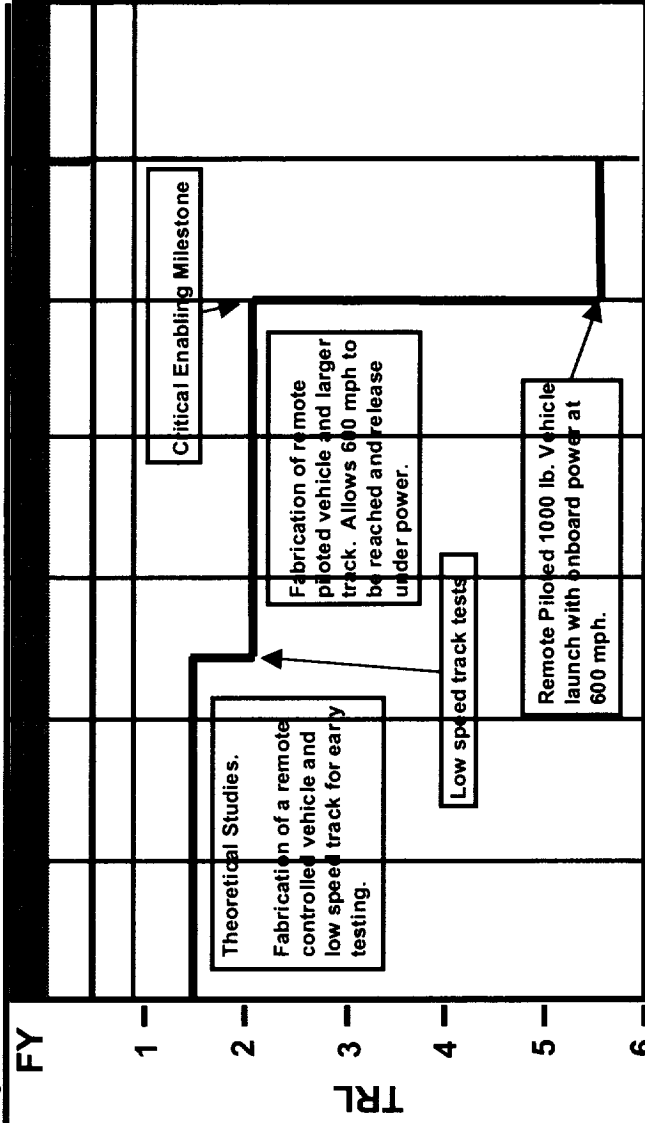 FY
TRL
1
2
3
4
5
6
Theoretical Studies.
Fabrication of a remote
controlled vehicle and
low speed track for early
testing.
Low speed track tests
Fabrication of remote
piloted vehicle and larger
track. Allows 600 mph to
be reached and release
under power.
Critical Enabling Milestone
Remote Piloted 1000 lb. Vehicle
launch with onboard power at
600 mph.